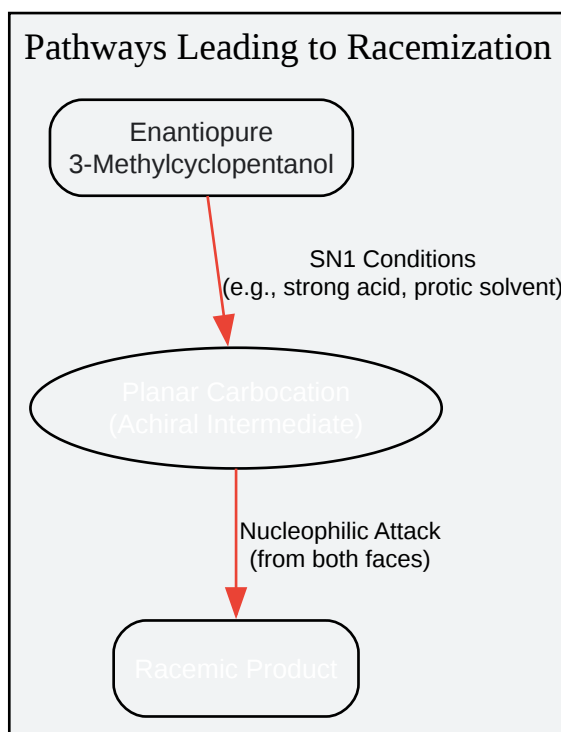 Pathways Leading to Racemization
Enantiopure
3-Methylcyclopentanol
SN1 Conditions
(e.g., strong acid, protic solvent)
Planar Carbocation
(Achiral Intermediate)
Nucleophilic Attack
(from both faces)
Racemic Product